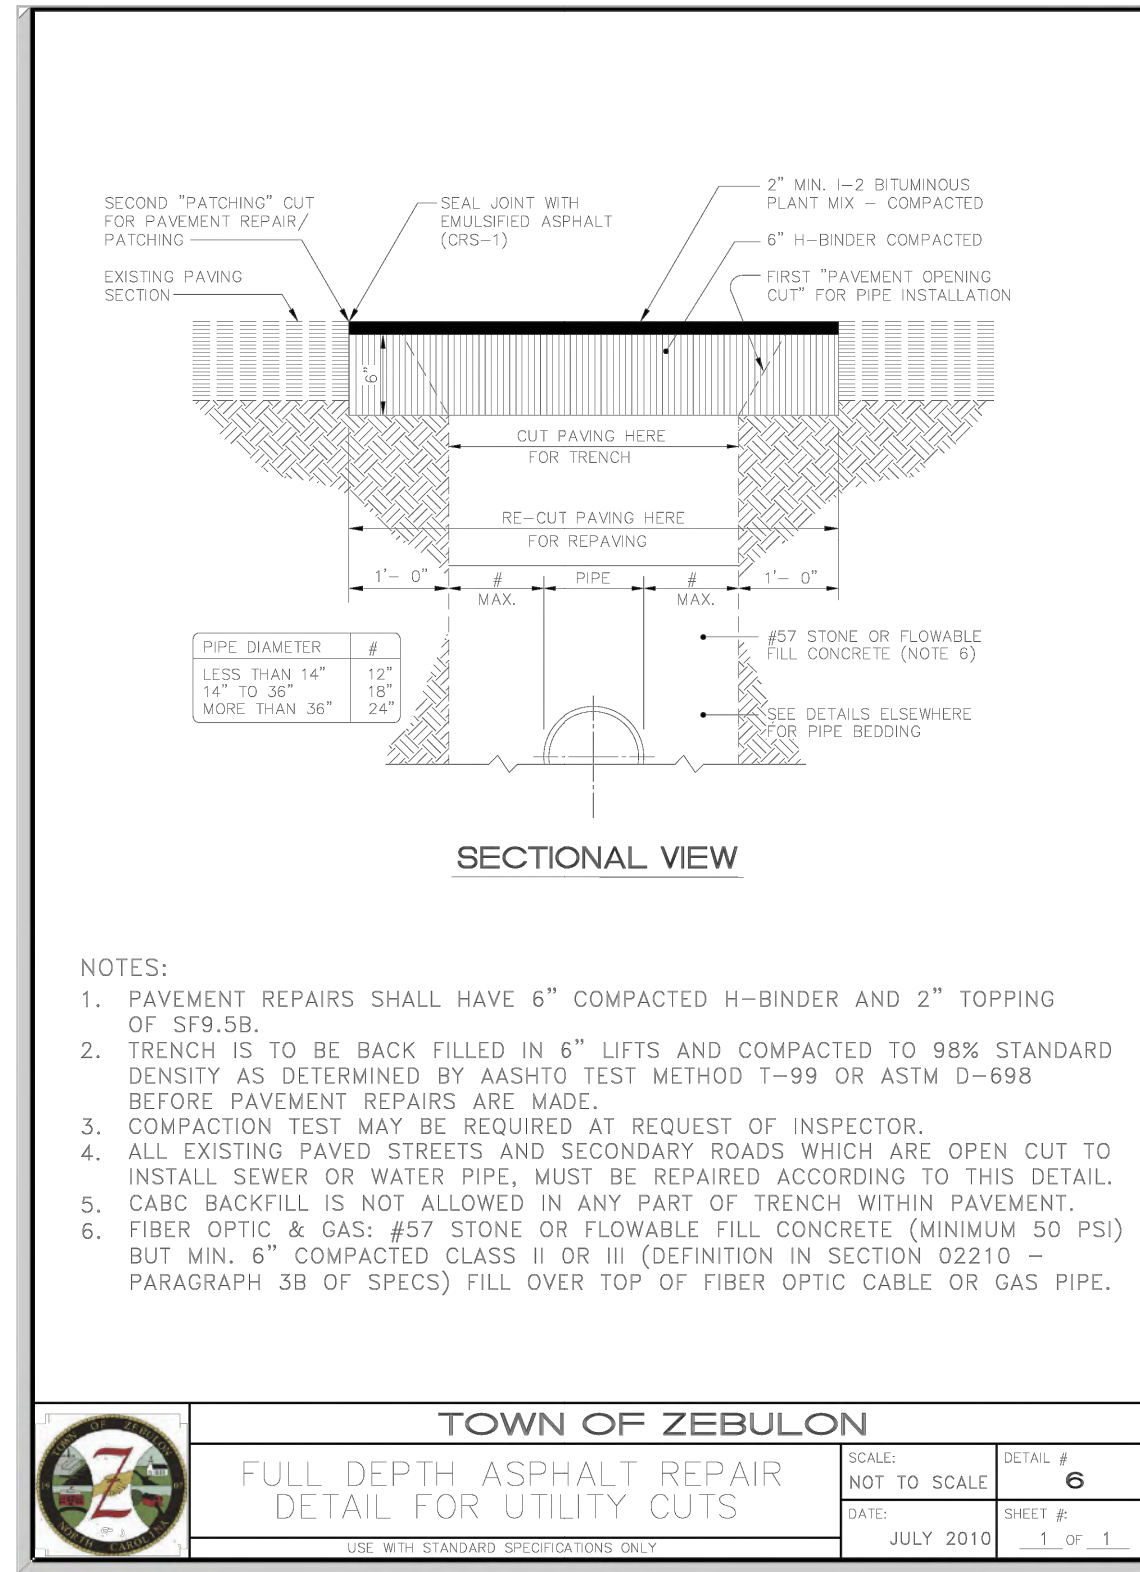 SECOND "PATCHING" CUT
FOR PAVEMENT REPAIR/
PATCHING
SEAL JOINT WITH
EMULSIFIED ASPHALT
(CRS-1)
2" MIN. I-2 BITUMINOUS
PLANT MIX - COMPACTED
6" H-BINDER COMPACTED
EXISTING PAVING
SECTION
FIRST "PAVEMENT OPENING
CUT" FOR PIPE INSTALLATION
6"
CUT PAVING HERE
FOR TRENCH
RE-CUT PAVING HERE
FOR REPAVING
1'- 0"
#
MAX.
PIPE
#
MAX.
1'- 0"
PIPE DIAMETER #
LESS THAN 14" 12"
14" TO 36" 18"
MORE THAN 36" 24"
#57 STONE OR FLOWABLE
FILL CONCRETE (NOTE 6)
SEE DETAILS ELSEWHERE
FOR PIPE BEDDING
SECTIONAL VIEW
NOTES:
1. PAVEMENT REPAIRS SHALL HAVE 6" COMPACTED H-BINDER AND 2" TOPPING
OF SF9.5B.
2. TRENCH IS TO BE BACK FILLED IN 6" LIFTS AND COMPACTED TO 98% STANDARD
DENSITY AS DETERMINED BY AASHTO TEST METHOD T-99 OR ASTM D-698
BEFORE PAVEMENT REPAIRS ARE MADE.
3. COMPACTION TEST MAY BE REQUIRED AT REQUEST OF INSPECTOR.
4. ALL EXISTING PAVED STREETS AND SECONDARY ROADS WHICH ARE OPEN CUT TO
INSTALL SEWER OR WATER PIPE, MUST BE REPAIRED ACCORDING TO THIS DETAIL.
5. CABC BACKFILL IS NOT ALLOWED IN ANY PART OF TRENCH WITHIN PAVEMENT.
6. FIBER OPTIC & GAS: #57 STONE OR FLOWABLE FILL CONCRETE (MINIMUM 50 PSI)
BUT MIN. 6" COMPACTED CLASS II OR III (DEFINITION IN SECTION 02210 -
PARAGRAPH 3B OF SPECS) FILL OVER TOP OF FIBER OPTIC CABLE OR GAS PIPE.
TOWN OF ZEBULON
Z
1907
NORTH CAROLINA
TOWN OF ZEBULON
FULL DEPTH ASPHALT REPAIR
DETAIL FOR UTILITY CUTS
USE WITH STANDARD SPECIFICATIONS ONLY
SCALE:
NOT TO SCALE
DETAIL #
6
DATE:
JULY 2010
SHEET #:
1 OF 1